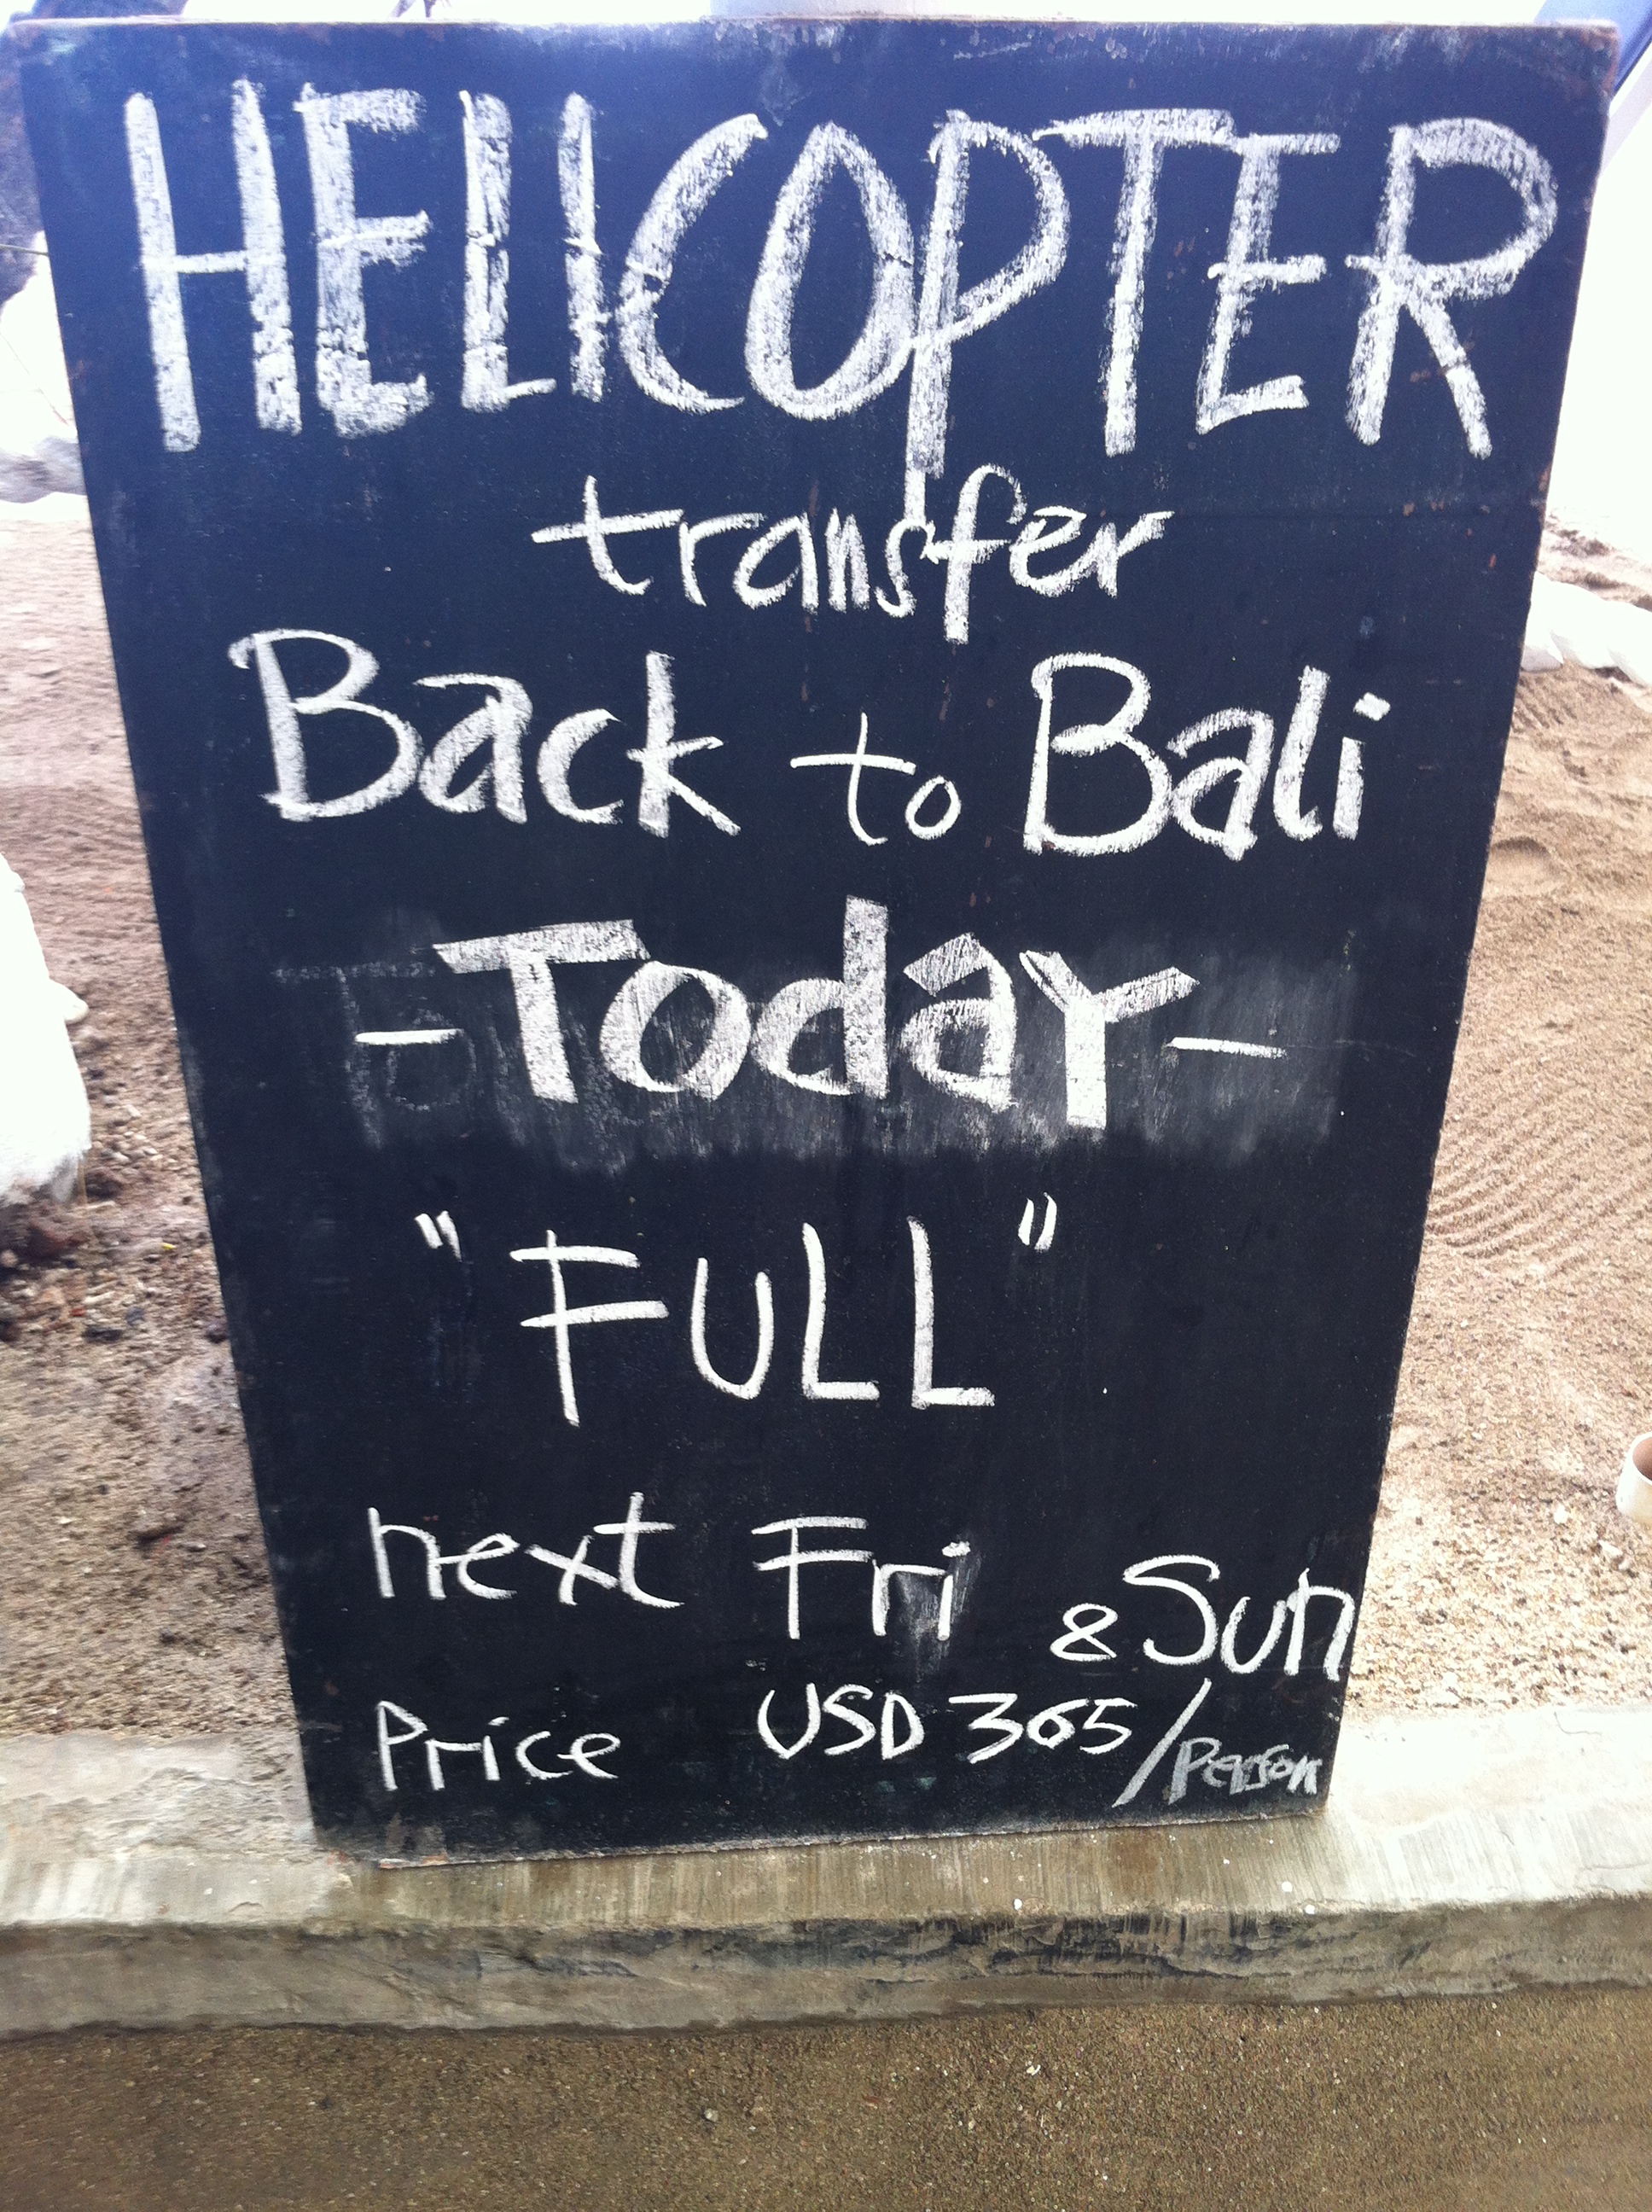 HELICOPTER
transfer
Back to Bali
-Today-
"FULL"
next Fri & Sun
Price USD 365/Person